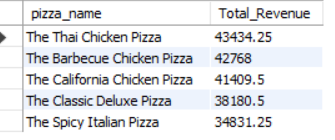 pizza_name Total_Revenue
The Thai Chicken Pizza 43434.25
The Barbecue Chicken Pizza 42768
The California Chicken Pizza 41409.5
The Classic Deluxe Pizza 38180.5
The Spicy Italian Pizza 34831.25